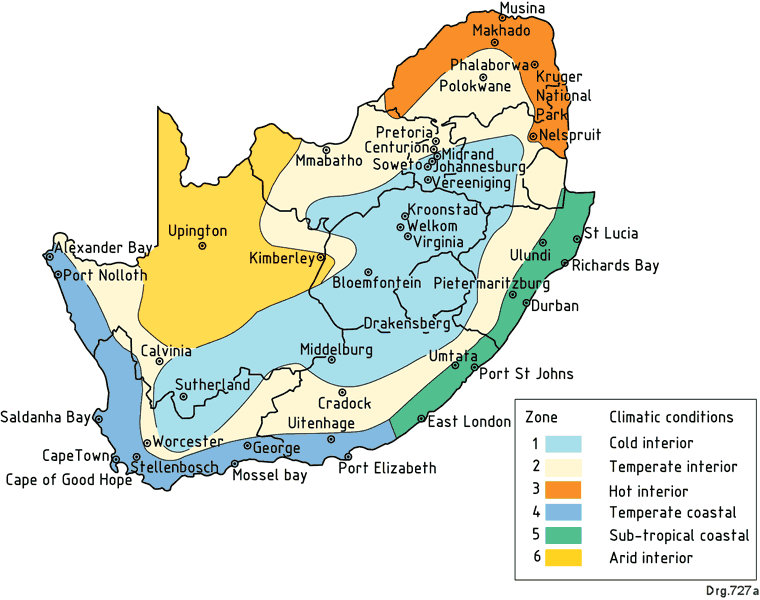 Musina
Makhado
Phalaborwa
Polokwane
Kruger
National
Park
Pretoria
Centurion
Nelspruit
Mmabatho
Midrand
Soweto
Johannesburg
Vereeniging
Kroonstad
Upington
Welkom
St Lucia
Virginia
Alexander Bay
Kimberley
Ulundi
Richards Bay
Port Nolloth
Bloemfontein
Pietermaritzburg
Durban
Drakensberg
Calvinia
Middelburg
Umtata
Port St Johns
Sutherland
Cradock
Saldanha Bay
Uitenhage
East London
Worcester
George
CapeTown
Stellenbosch
Port Elizabeth
Cape of Good Hope
Mossel bay
Zone Climatic conditions
1 Cold interior
2 Temperate interior
3 Hot interior
4 Temperate coastal
5 Sub-tropical coastal
6 Arid interior
Drg.727a